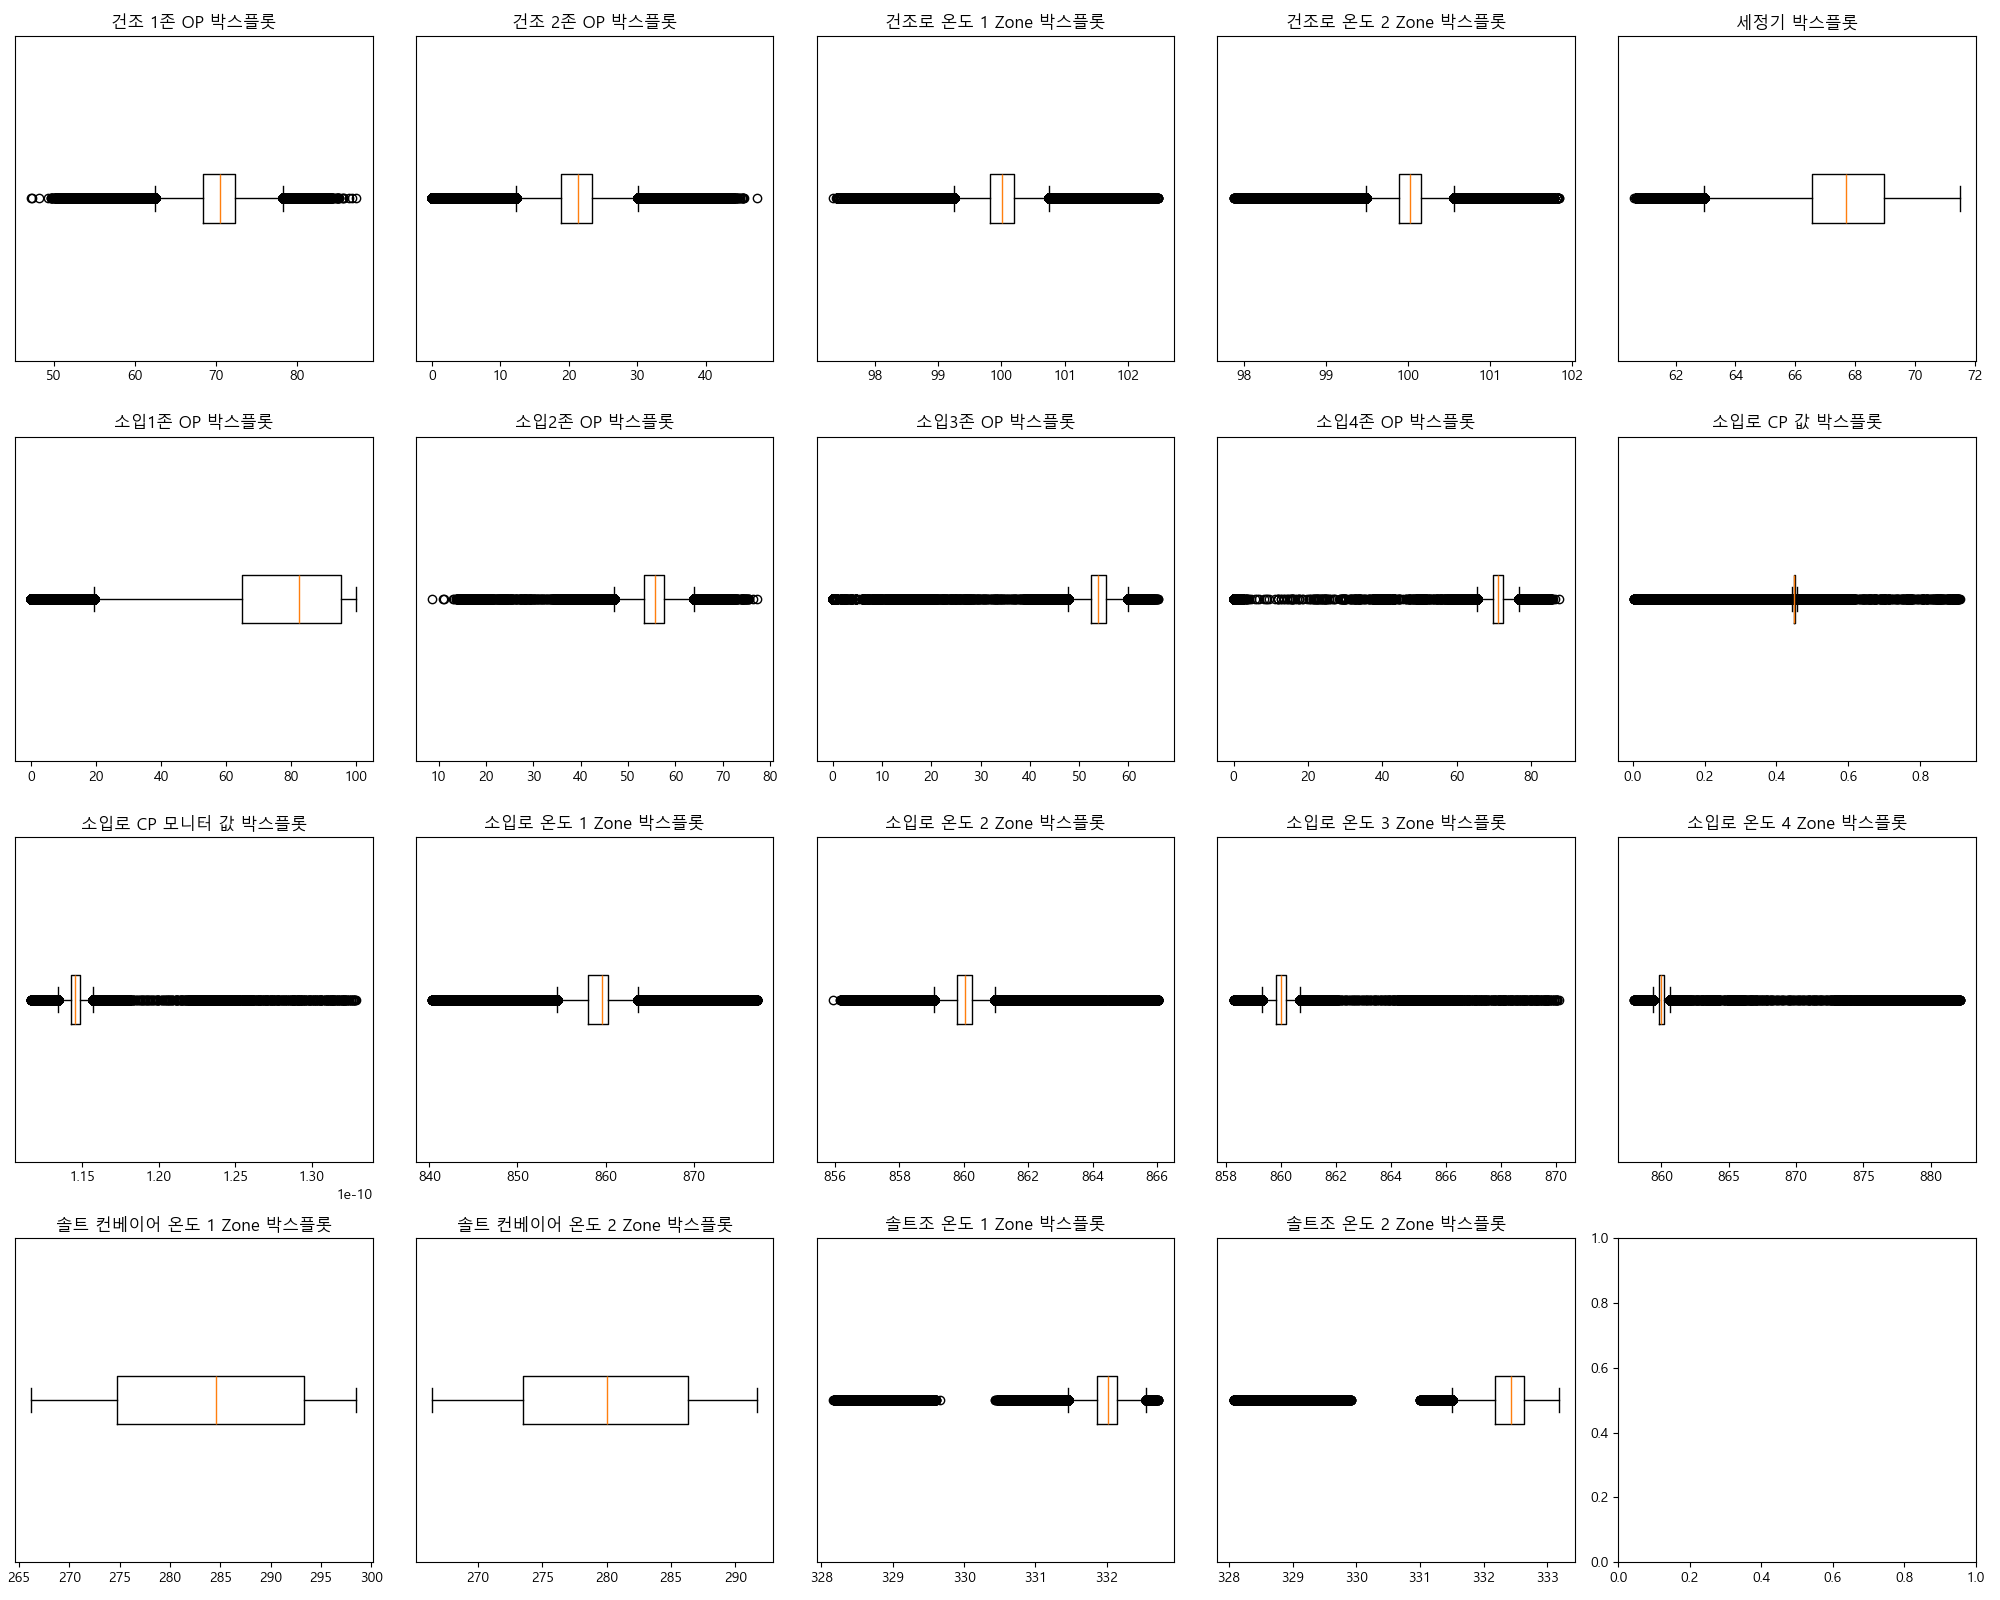 건조 1존 OP 박스플롯
건조 2존 OP 박스플롯
건조로 온도 1 Zone 박스플롯
건조로 온도 2 Zone 박스플롯
세정기 박스플롯
50 60 70 80
0 10 20 30 40
98 99 100 101 102
98 99 100 101 102
62 64 66 68 70 72
소입1존 OP 박스플롯
소입2존 OP 박스플롯
소입3존 OP 박스플롯
소입4존 OP 박스플롯
소입로 CP 값 박스플롯
0 20 40 60 80 100
10 20 30 40 50 60 70 80
0 10 20 30 40 50 60
0 20 40 60 80
0.0 0.2 0.4 0.6 0.8
소입로 CP 모니터 값 박스플롯
소입로 온도 1 Zone 박스플롯
소입로 온도 2 Zone 박스플롯
소입로 온도 3 Zone 박스플롯
소입로 온도 4 Zone 박스플롯
1.15 1.20 1.25 1.30
1e-10
840 850 860 870
856 858 860 862 864 866
858 860 862 864 866 868 870
860 865 870 875 880
솔트 컨베이어 온도 1 Zone 박스플롯
솔트 컨베이어 온도 2 Zone 박스플롯
솔트조 온도 1 Zone 박스플롯
솔트조 온도 2 Zone 박스플롯
265 270 275 280 285 290 295 300
270 275 280 285 290
328 329 330 331 332
328 329 330 331 332 333
1.0
0.8
0.6
0.4
0.2
0.0
0.0 0.2 0.4 0.6 0.8 1.0